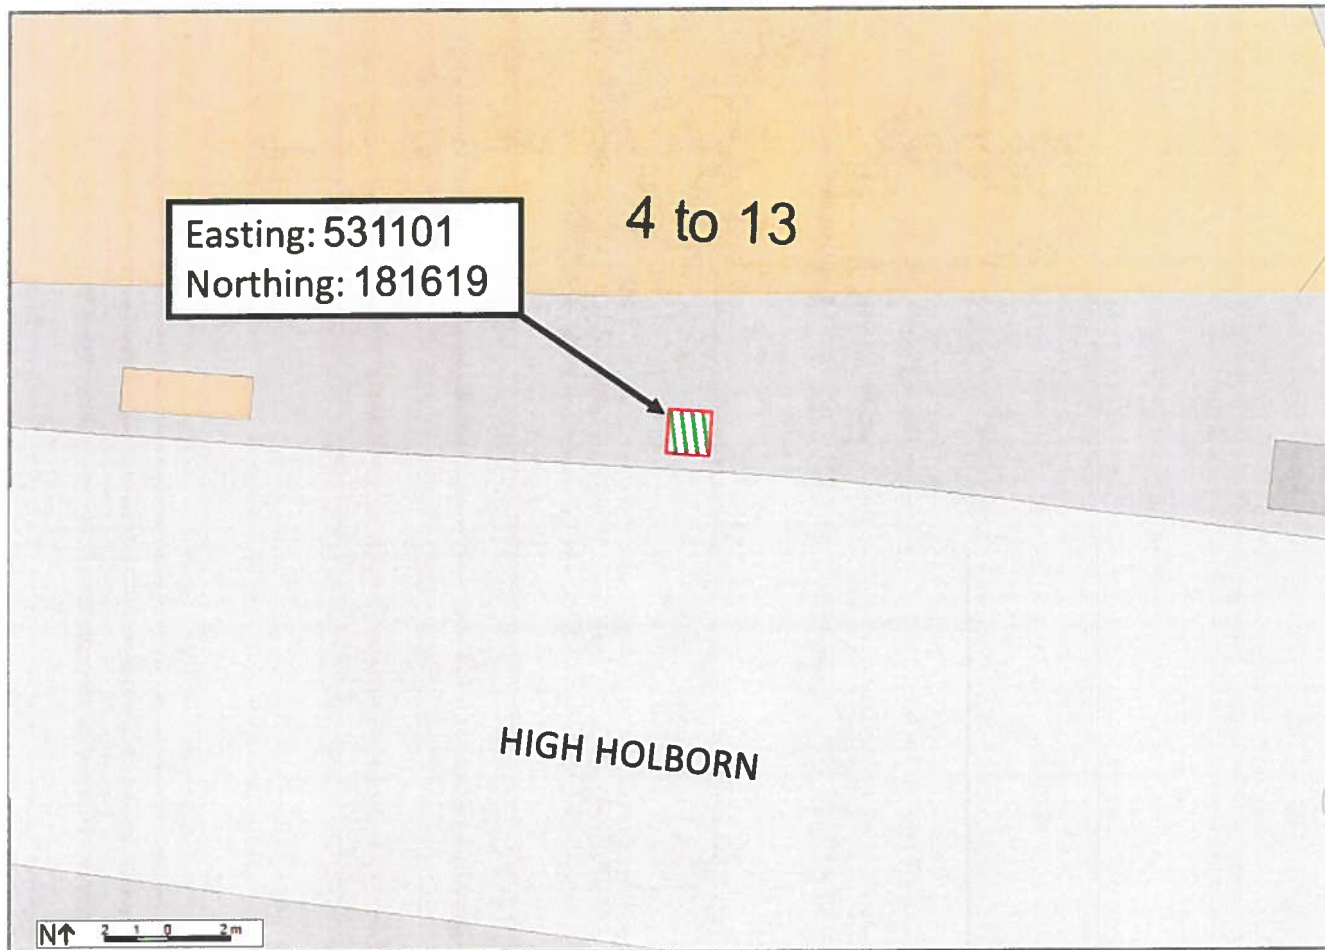 4 to 13
Easting: 531101
Northing: 181619
HIGH HOLBORN
N↑ 2 1 0 2m